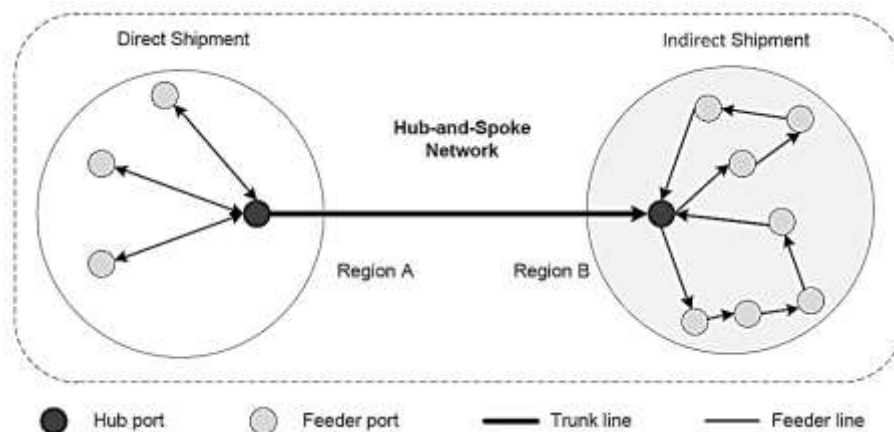 Direct Shipment
Indirect Shipment
Hub-and-Spoke
Network
Region A
Region B
Hub port
Feeder port
Trunk line
Feeder line